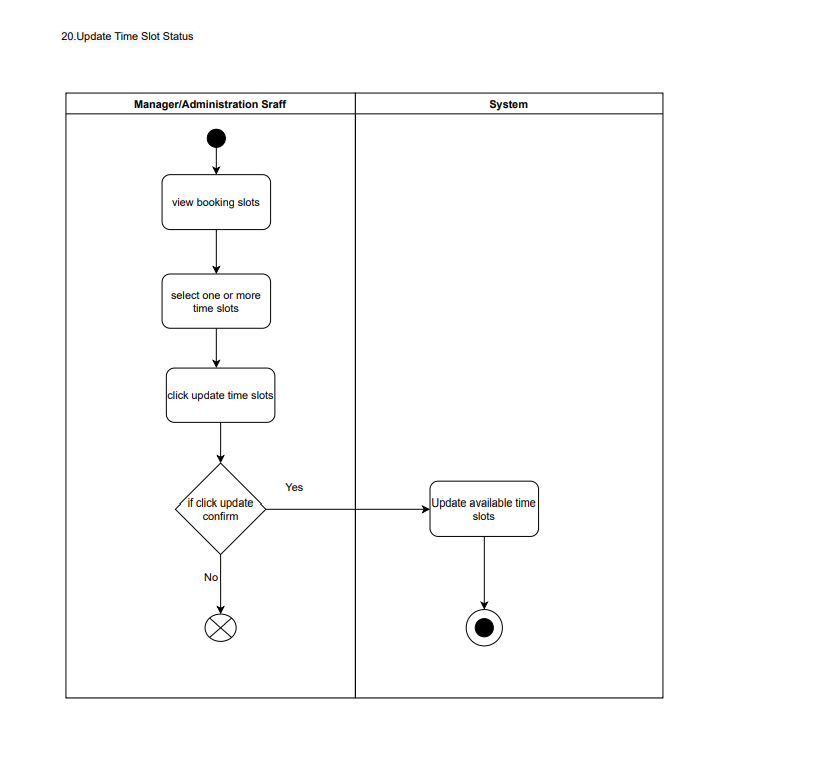 20.Update Time Slot Status
Manager/Administration Sraff
System
view booking slots
select one or more
time slots
click update time slots
if click update
confirm
Yes
Update available time
slots
No